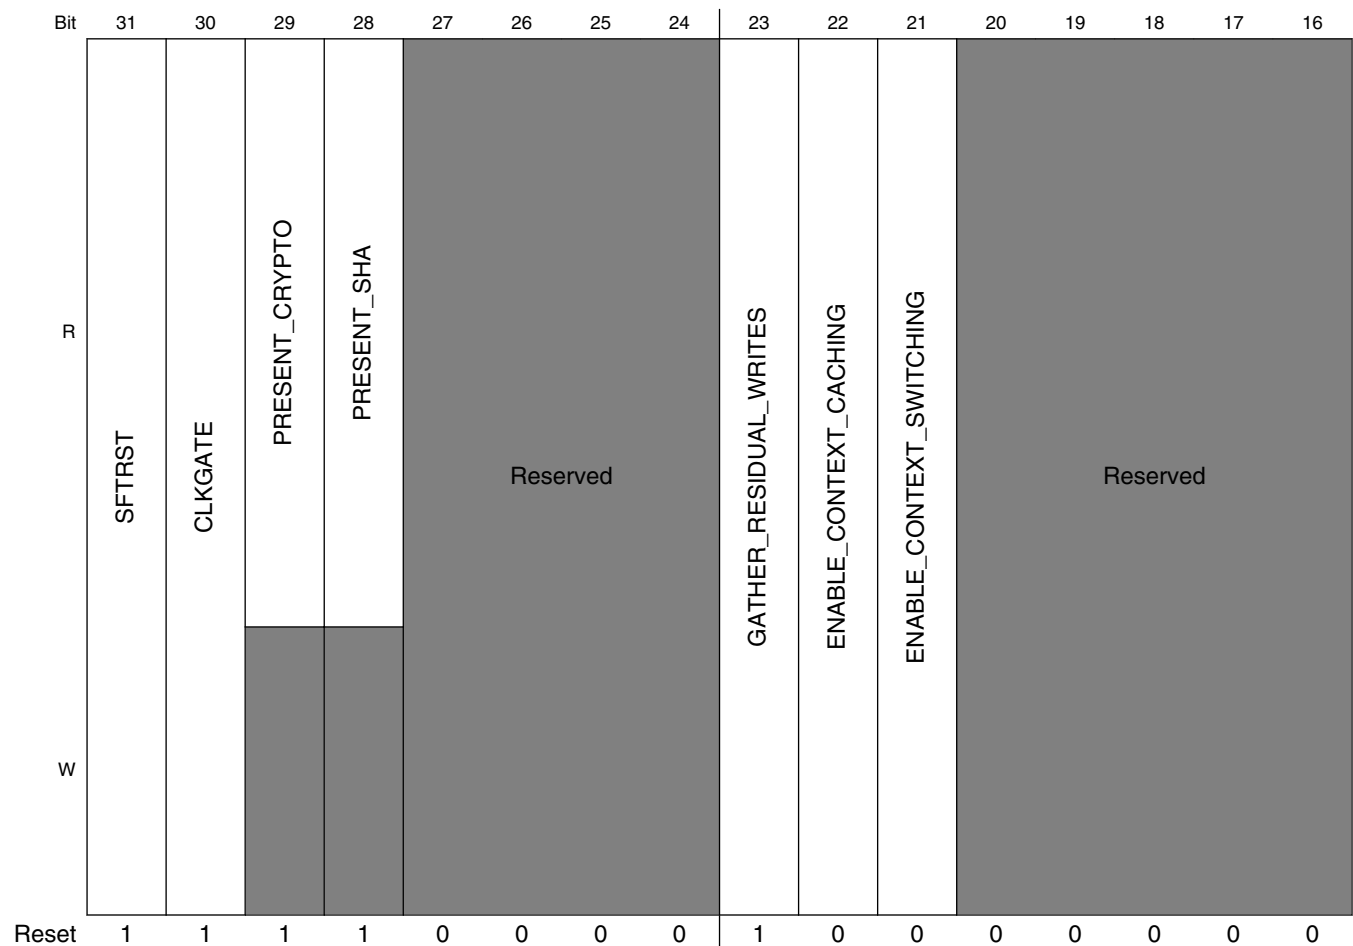 Bit 31 30 29 28 27 26 25 24 23 22 21 20 19 18 17 16
R
SFTRST
CLKGATE
PRESENT_CRYPTO
PRESENT_SHA
Reserved
GATHER_RESIDUAL_WRITES
ENABLE_CONTEXT_CACHING
ENABLE_CONTEXT_SWITCHING
Reserved
W
Reset 1 1 1 1 0 0 0 0 1 0 0 0 0 0 0 0